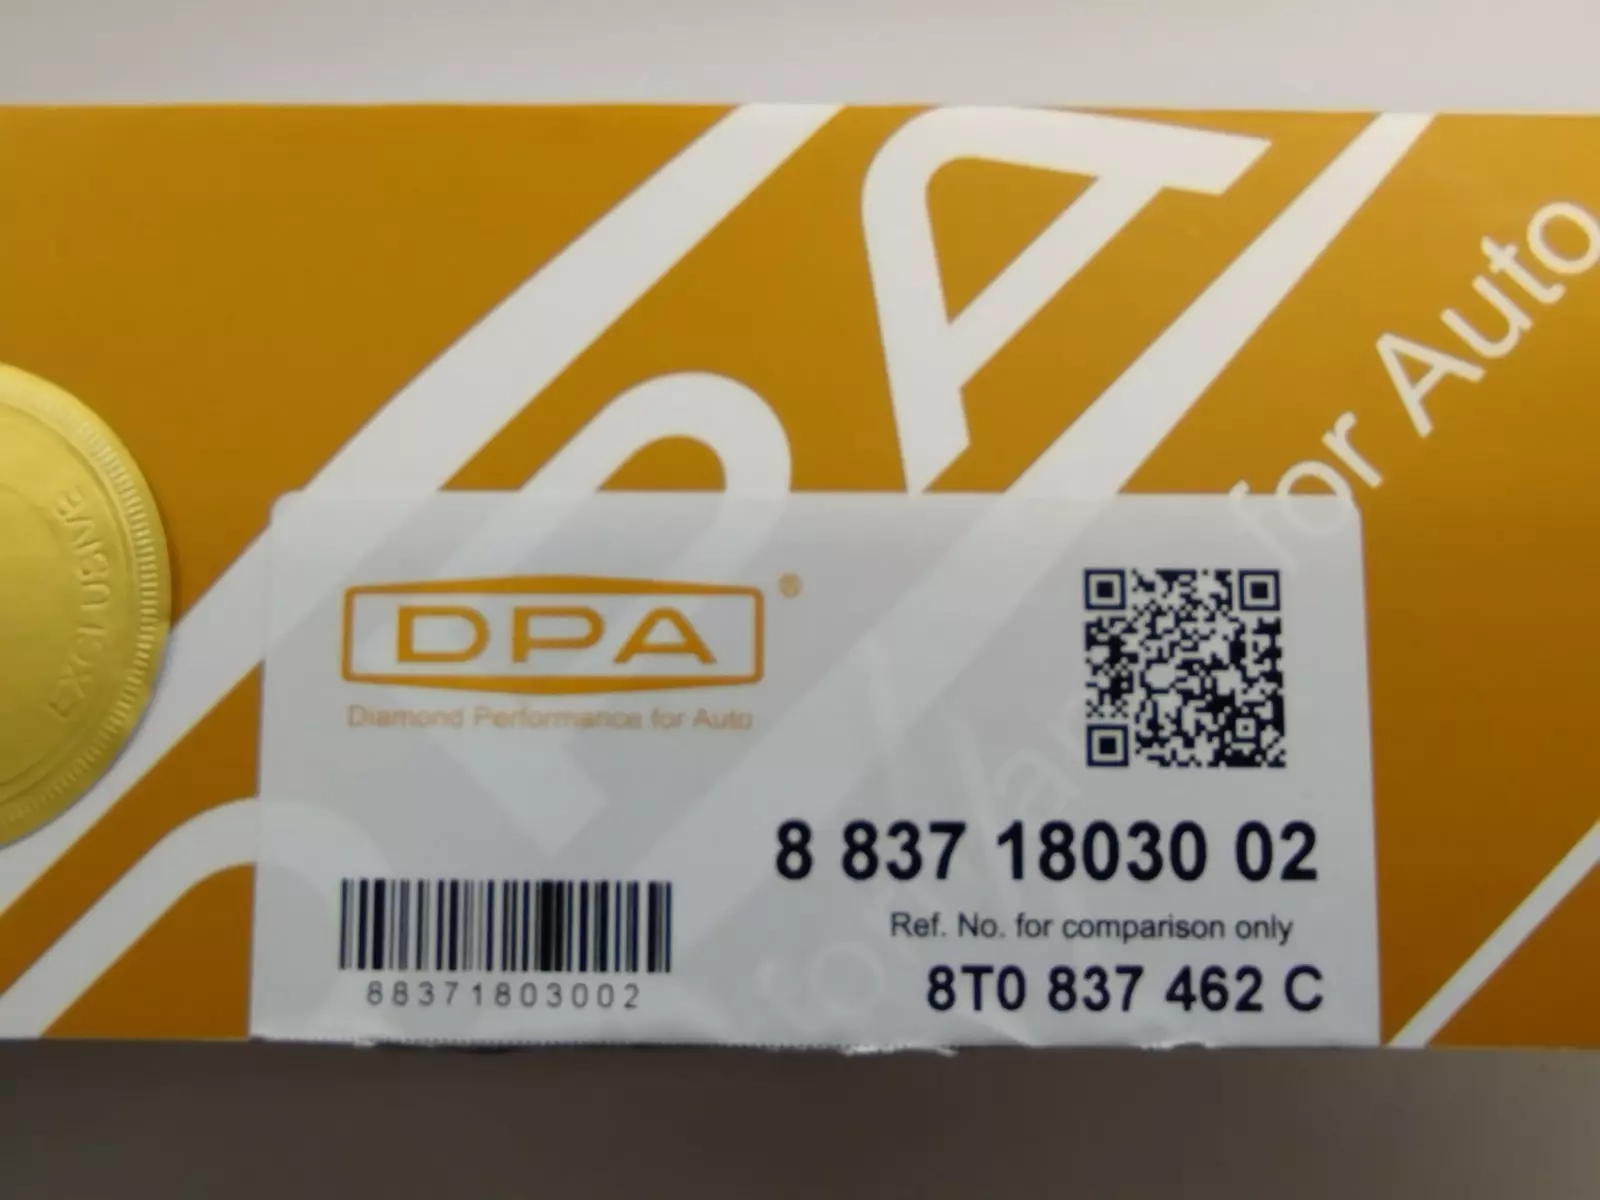 for Auto
EXCLUSIVE
DPA®
Diamond Performance for Auto
8 837 18030 02
Ref. No. for comparison only
8T0 837 462 C
88371803002